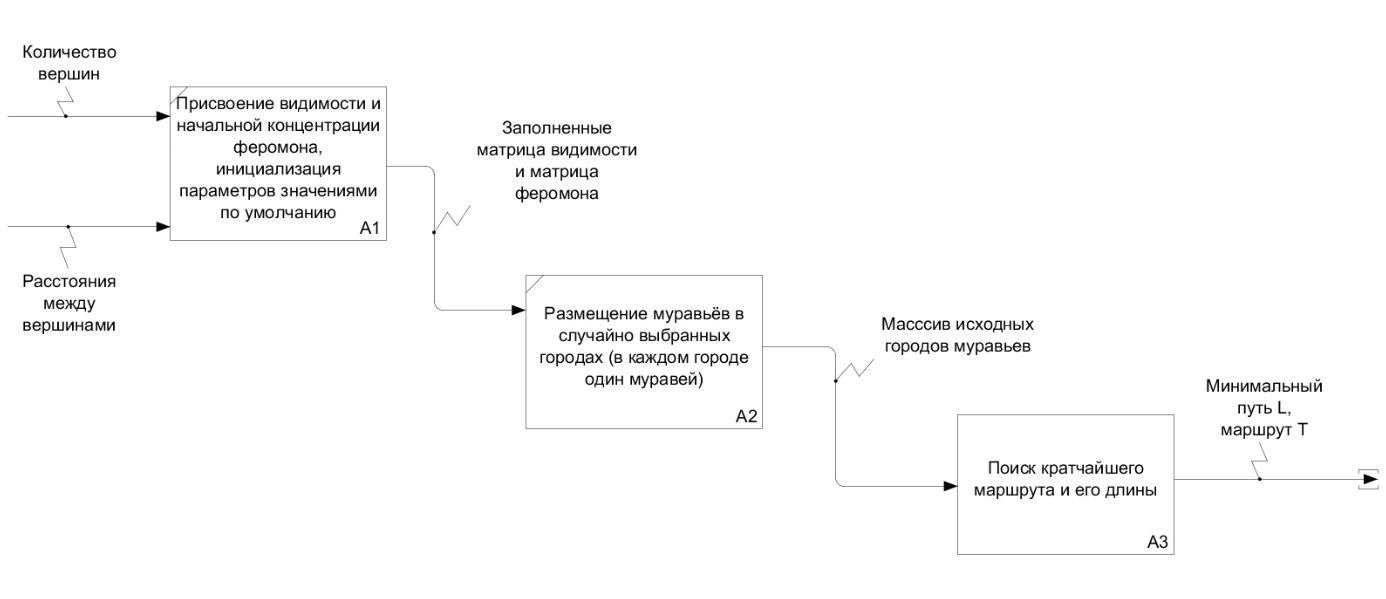 Количество
вершин
Присвоение видимости и
начальной концентрации
феромона,
инициализация
параметров значениями
по умолчанию
A1
Расстояния
между
вершинами
Заполненные
матрица видимости
и матрица
феромона
Размещение муравьёв в
случайно выбранных
городах (в каждом городе
один муравей)
A2
Масссив исходных
городов муравьев
Поиск кратчайшего
маршрута и его длины
A3
Минимальный
путь L,
маршрут T